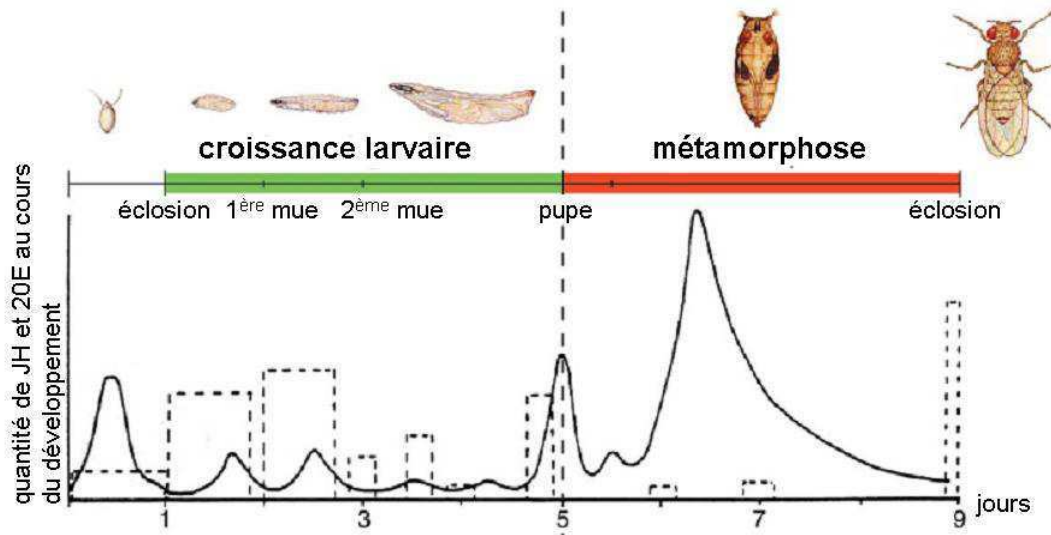 croissance larvaire
métamorphose
éclosion
1ère mue
2ème mue
pupe
éclosion
quantité de JH et 20E au cours
du développement
1
3
5
7
9
jours